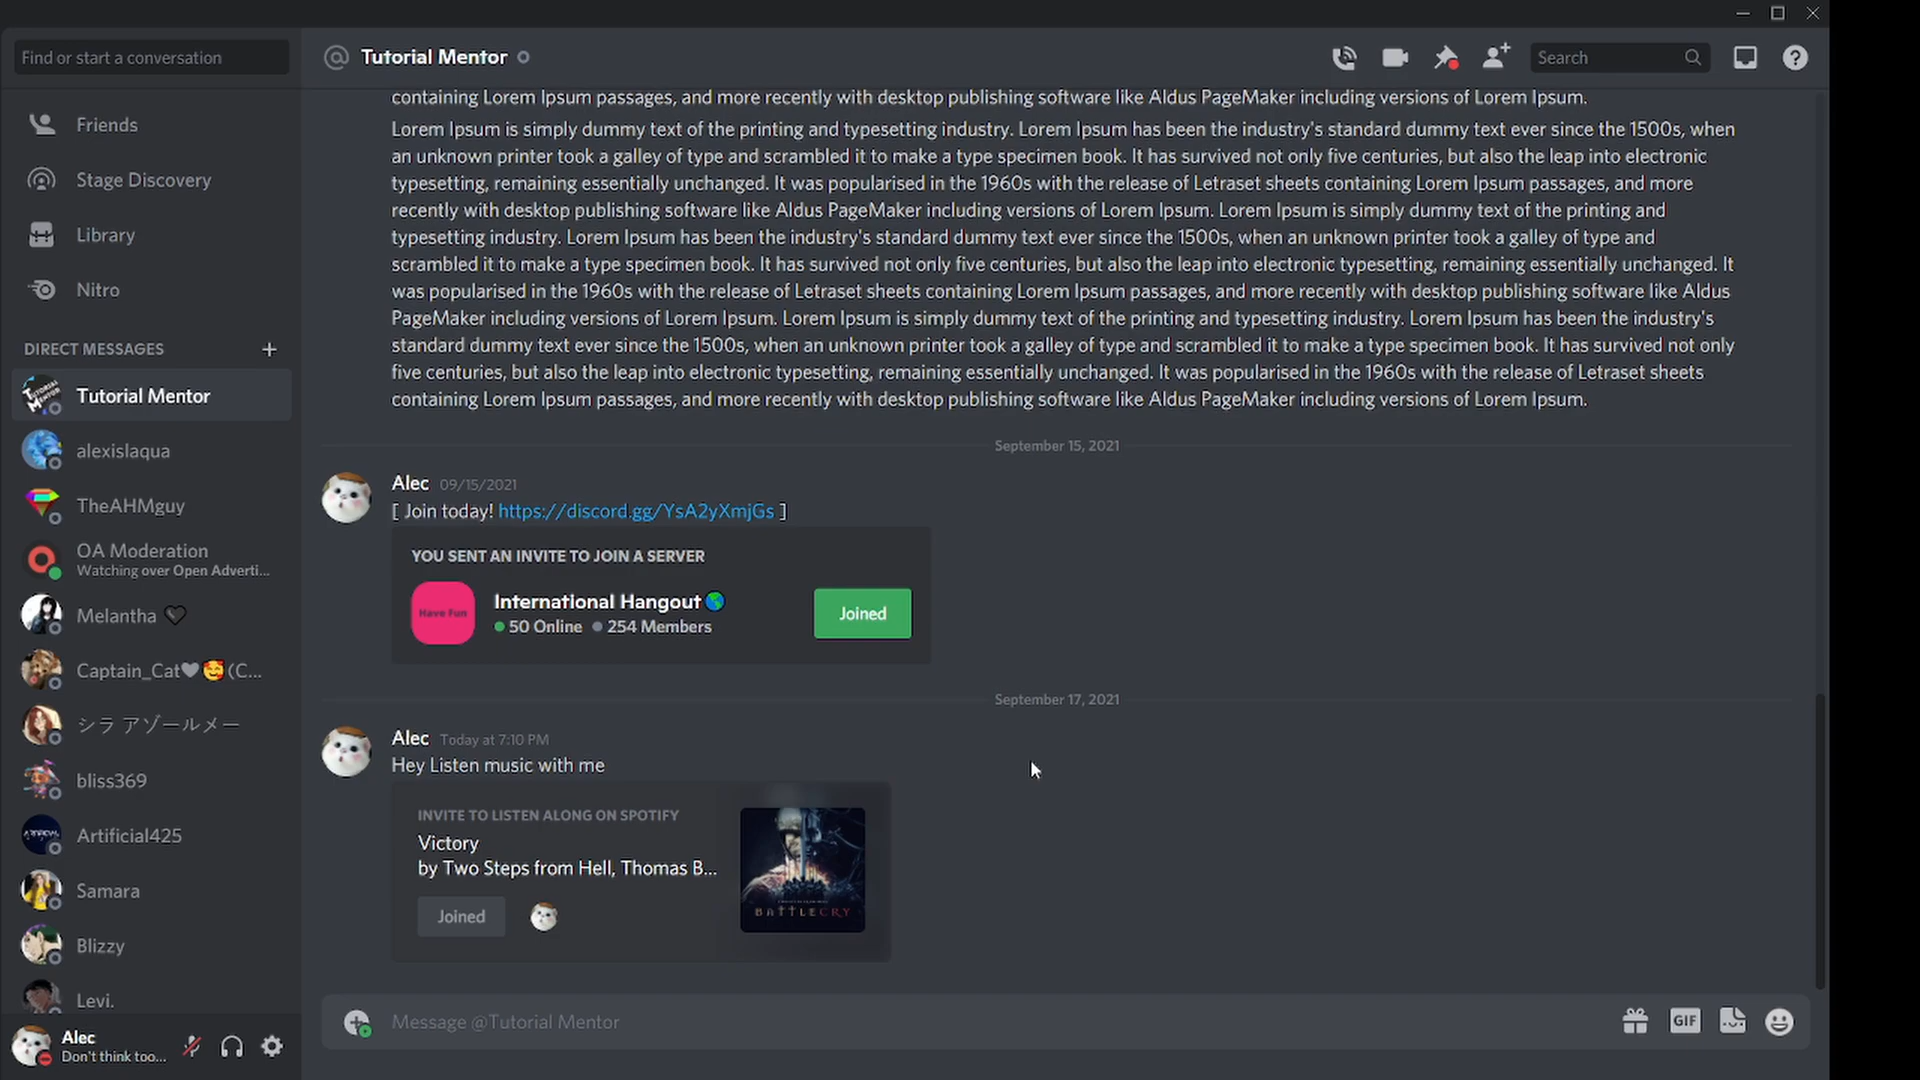 Find or start a conversation
Friends
Stage Discovery
Library
Nitro
DIRECT MESSAGES
Tutorial Mentor
alexislaqua
TheAHMguy
OA Moderation
Watching over Open Adverti...
Melantha 🖤
Captain_Cat🤍🥰(C...
シラ アゾールメー
bliss369
Artificial425
Samara
Blizzy
Levi.
Alec
Don't think too...
Tutorial Mentor
Search
containing Lorem Ipsum passages, and more recently with desktop publishing software like Aldus PageMaker including versions of Lorem Ipsum.
Lorem Ipsum is simply dummy text of the printing and typesetting industry. Lorem Ipsum has been the industry's standard dummy text ever since the 1500s, when
an unknown printer took a galley of type and scrambled it to make a type specimen book. It has survived not only five centuries, but also the leap into electronic
typesetting, remaining essentially unchanged. It was popularised in the 1960s with the release of Letraset sheets containing Lorem Ipsum passages, and more
recently with desktop publishing software like Aldus PageMaker including versions of Lorem Ipsum. Lorem Ipsum is simply dummy text of the printing and
typesetting industry. Lorem Ipsum has been the industry's standard dummy text ever since the 1500s, when an unknown printer took a galley of type and
scrambled it to make a type specimen book. It has survived not only five centuries, but also the leap into electronic typesetting, remaining essentially unchanged. It
was popularised in the 1960s with the release of Letraset sheets containing Lorem Ipsum passages, and more recently with desktop publishing software like Aldus
PageMaker including versions of Lorem Ipsum. Lorem Ipsum is simply dummy text of the printing and typesetting industry. Lorem Ipsum has been the industry's
standard dummy text ever since the 1500s, when an unknown printer took a galley of type and scrambled it to make a type specimen book. It has survived not only
five centuries, but also the leap into electronic typesetting, remaining essentially unchanged. It was popularised in the 1960s with the release of Letraset sheets
containing Lorem Ipsum passages, and more recently with desktop publishing software like Aldus PageMaker including versions of Lorem Ipsum.
September 15, 2021
Alec 09/15/2021
[ Join today! https://discord.gg/YsA2yXmjGs ]
YOU SENT AN INVITE TO JOIN A SERVER
Have Fun
International Hangout🌎
50 Online 254 Members
Joined
September 17, 2021
Alec Today at 7:10 PM
Hey Listen music with me
INVITE TO LISTEN ALONG ON SPOTIFY
Victory
by Two Steps from Hell, Thomas B...
Joined
BATTLECRY
Message @Tutorial Mentor
GIF